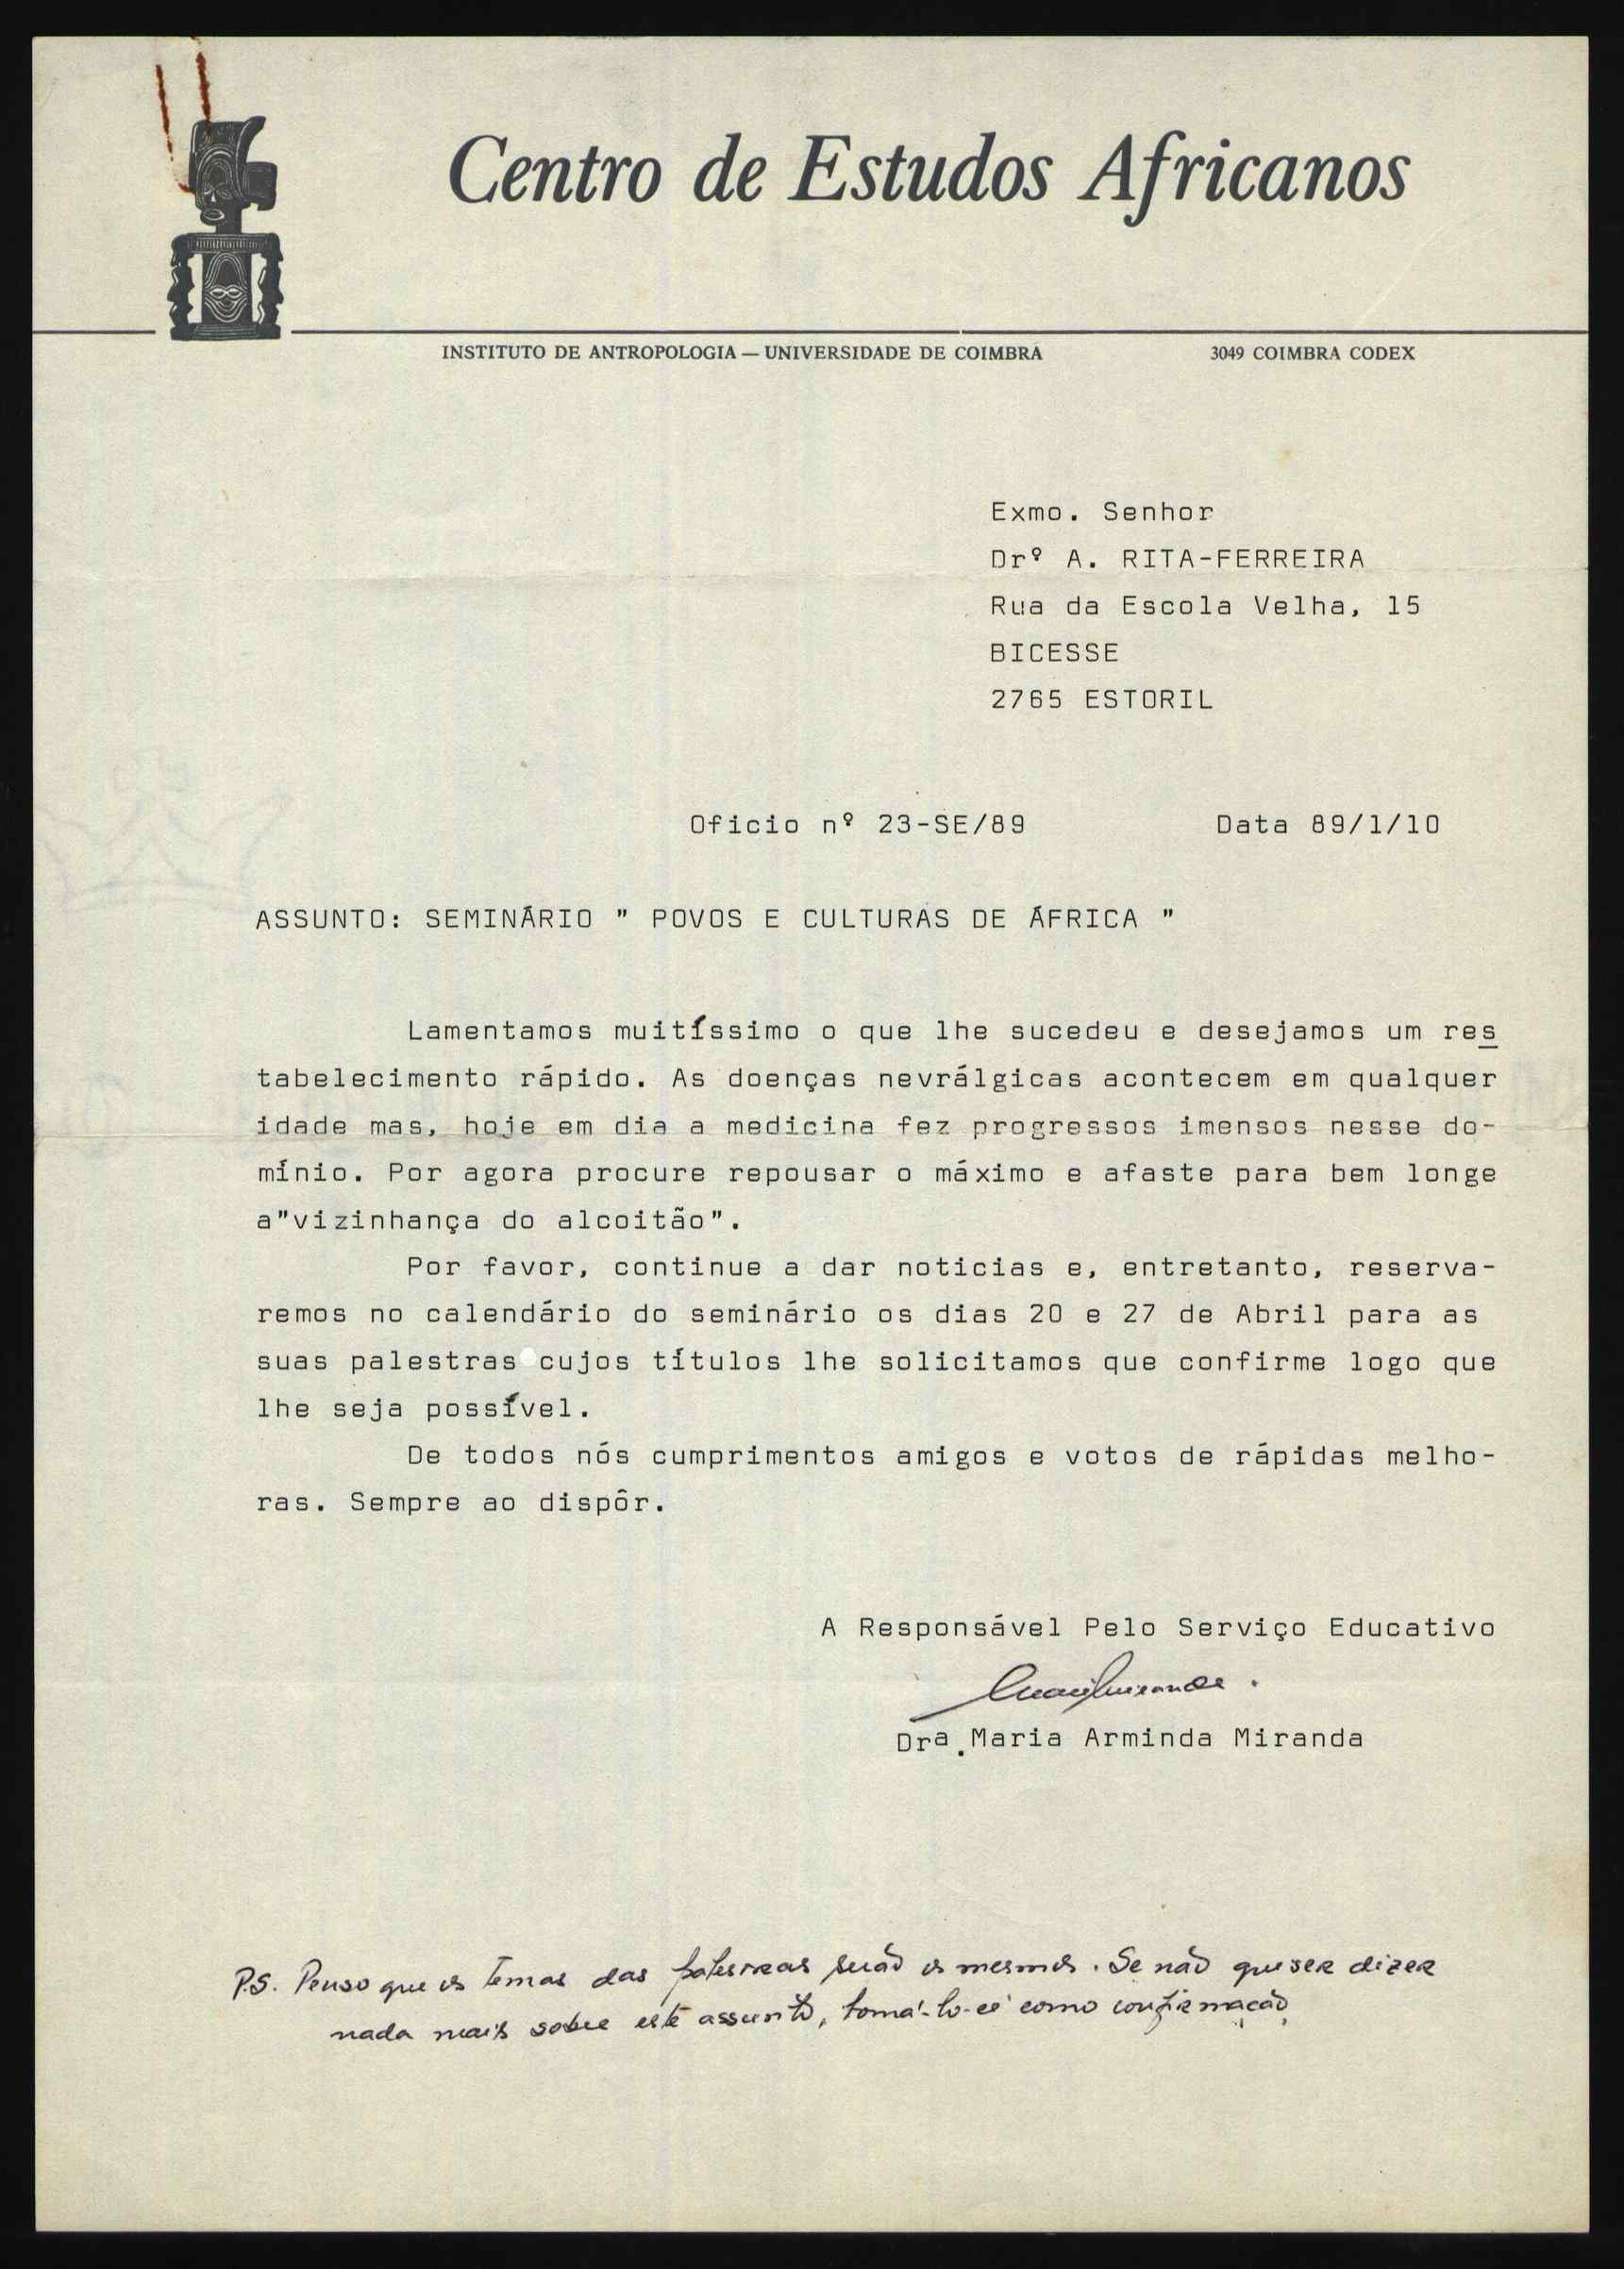 Centro de Estudos Africanos
INSTITUTO DE ANTROPOLOGIA — UNIVERSIDADE DE COIMBRA 3049 COIMBRA CODEX
Exmo. Senhor
Drº A. RITA-FERREIRA
Rua da Escola Velha, 15
BICESSE
2765 ESTORIL
Oficio nº 23-SE/89 Data 89/1/10
ASSUNTO: SEMINÁRIO " POVOS E CULTURAS DE ÁFRICA "
Lamentamos muitíssimo o que lhe sucedeu e desejamos um res
tabelecimento rápido. As doenças nevrálgicas acontecem em qualquer
idade mas, hoje em dia a medicina fez progressos imensos nesse do-
mínio. Por agora procure repousar o máximo e afaste para bem longe
a"vizinhança do alcoitão".
Por favor, continue a dar noticias e, entretanto, reserva-
remos no calendário do seminário os dias 20 e 27 de Abril para as
suas palestras cujos títulos lhe solicitamos que confirme logo que
lhe seja possível.
De todos nós cumprimentos amigos e votos de rápidas melho-
ras. Sempre ao dispôr.
A Responsável Pelo Serviço Educativo
Dra.Maria Arminda Miranda
P.S. Penso que os temas das palestras serão os mesmos. Se não quiser dizer
nada mais sobre este assunto, tomá-lo-ei como confirmação.